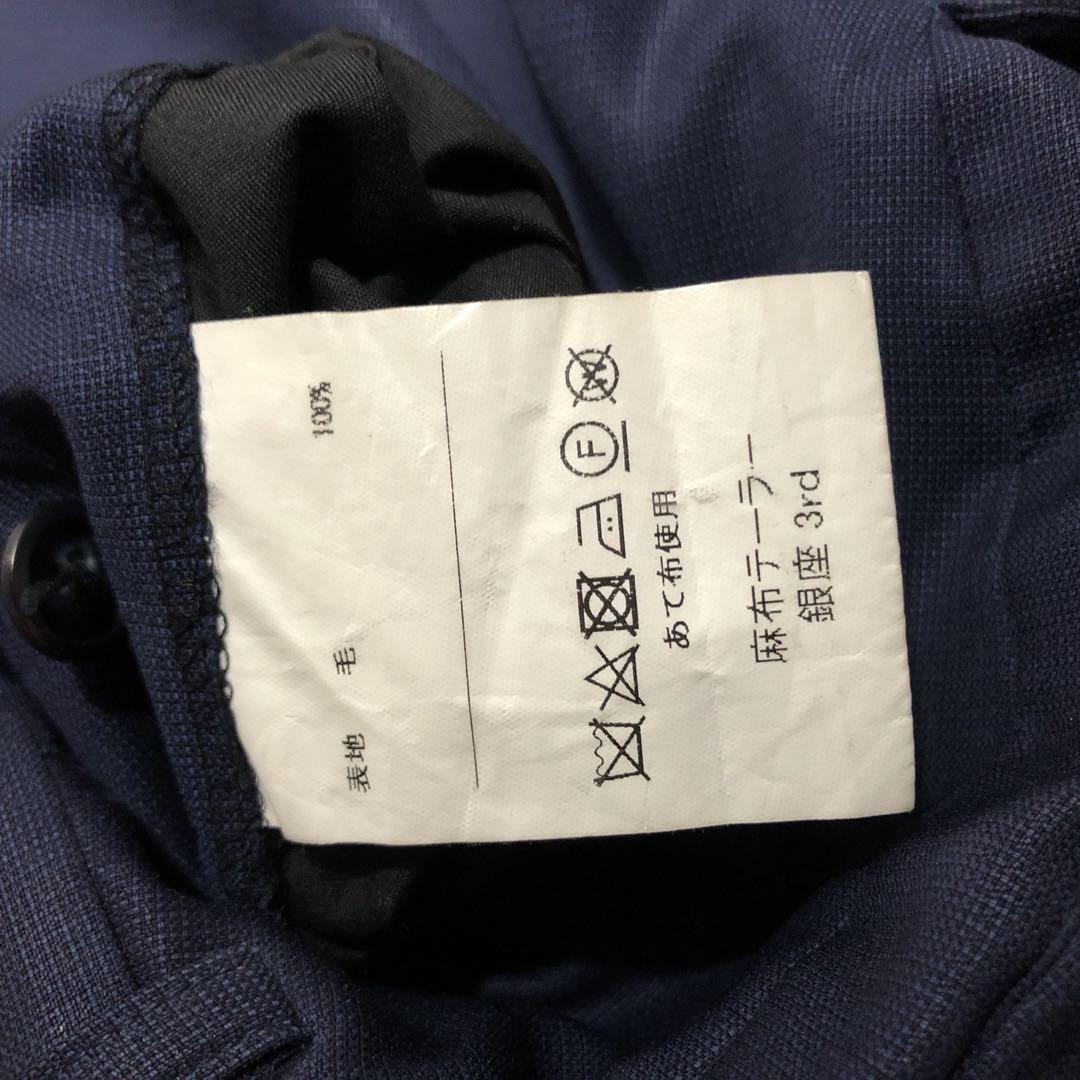 表地 毛 100%
F
W
あて布使用
麻布テーラー
銀座 3rd